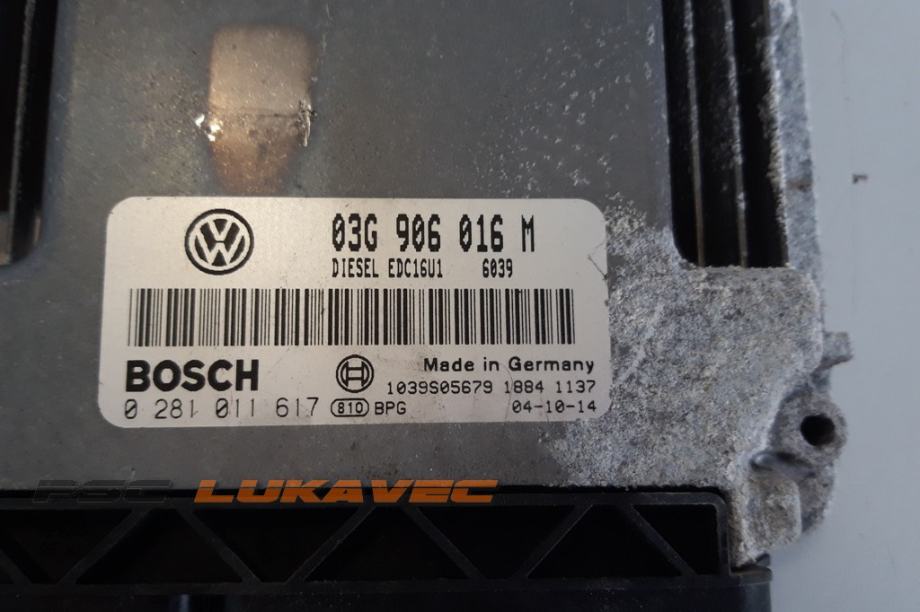 03G 906 016 M
DIESEL EDC16U1 6039
BOSCH
Made in Germany
1039S05679 1884 1137
0 281 011 617 810 BPG 04-10-14
PSC LUKAVEC